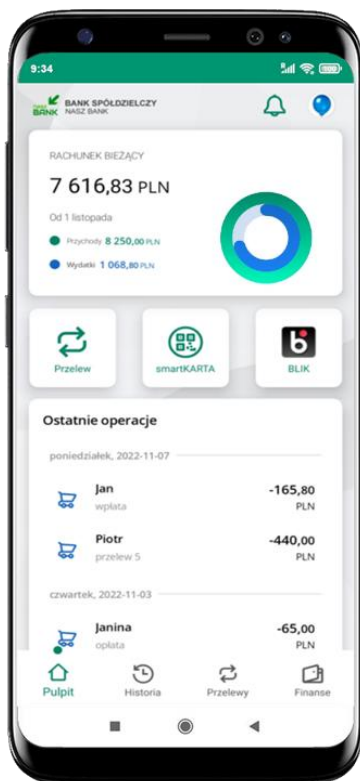 9:34
NASZ BANK
BANK SPÓŁDZIELCZY
NASZ BANK
RACHUNEK BIEŻĄCY
7 616,83 PLN
Od 1 listopada
Przychody 8 250,00 PLN
Wydatki 1 068,80 PLN
Przelew
smartKARTA
BLIK
Ostatnie operacje
poniedziałek, 2022-11-07
Jan -165,80
wpłata PLN
Piotr -440,00
przelew 5 PLN
czwartek, 2022-11-03
Janina -65,00
opłata PLN
Pulpit Historia Przelewy Finanse